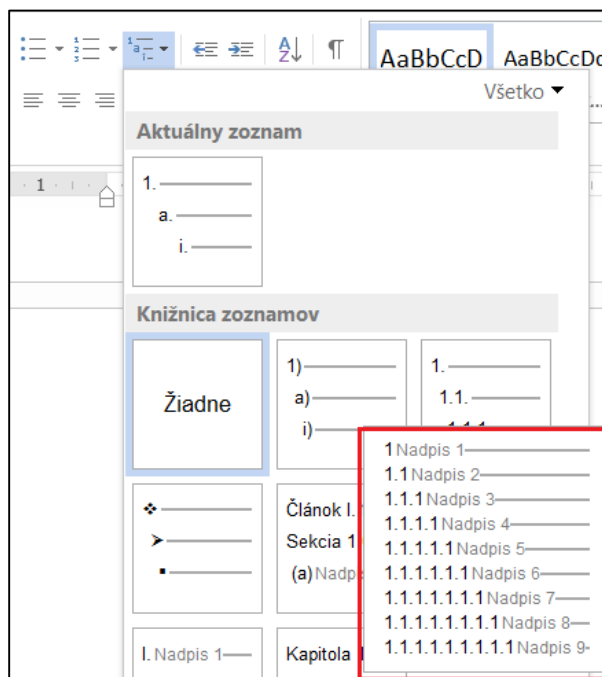 AaBbCcD AaBbCcDc
Všetko
1
Aktuálny zoznam
1.
a.
i.
Knižnica zoznamov
Žiadne
1)
a)
i)
1.
1.1.
1.1.1.
Článok I.
Sekcia 1
(a) Nadp
I. Nadpis 1
Kapitola
1 Nadpis 1
1.1 Nadpis 2
1.1.1 Nadpis 3
1.1.1.1 Nadpis 4
1.1.1.1.1 Nadpis 5
1.1.1.1.1.1 Nadpis 6
1.1.1.1.1.1.1 Nadpis 7
1.1.1.1.1.1.1.1 Nadpis 8
1.1.1.1.1.1.1.1.1 Nadpis 9